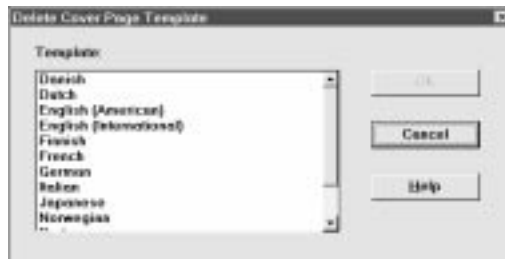 Delete Cover Page Template
Template:
Danish
Dutch
English (American)
English (International)
Finnish
French
German
Italian
Japanese
Norwegian
OK
Cancel
Help